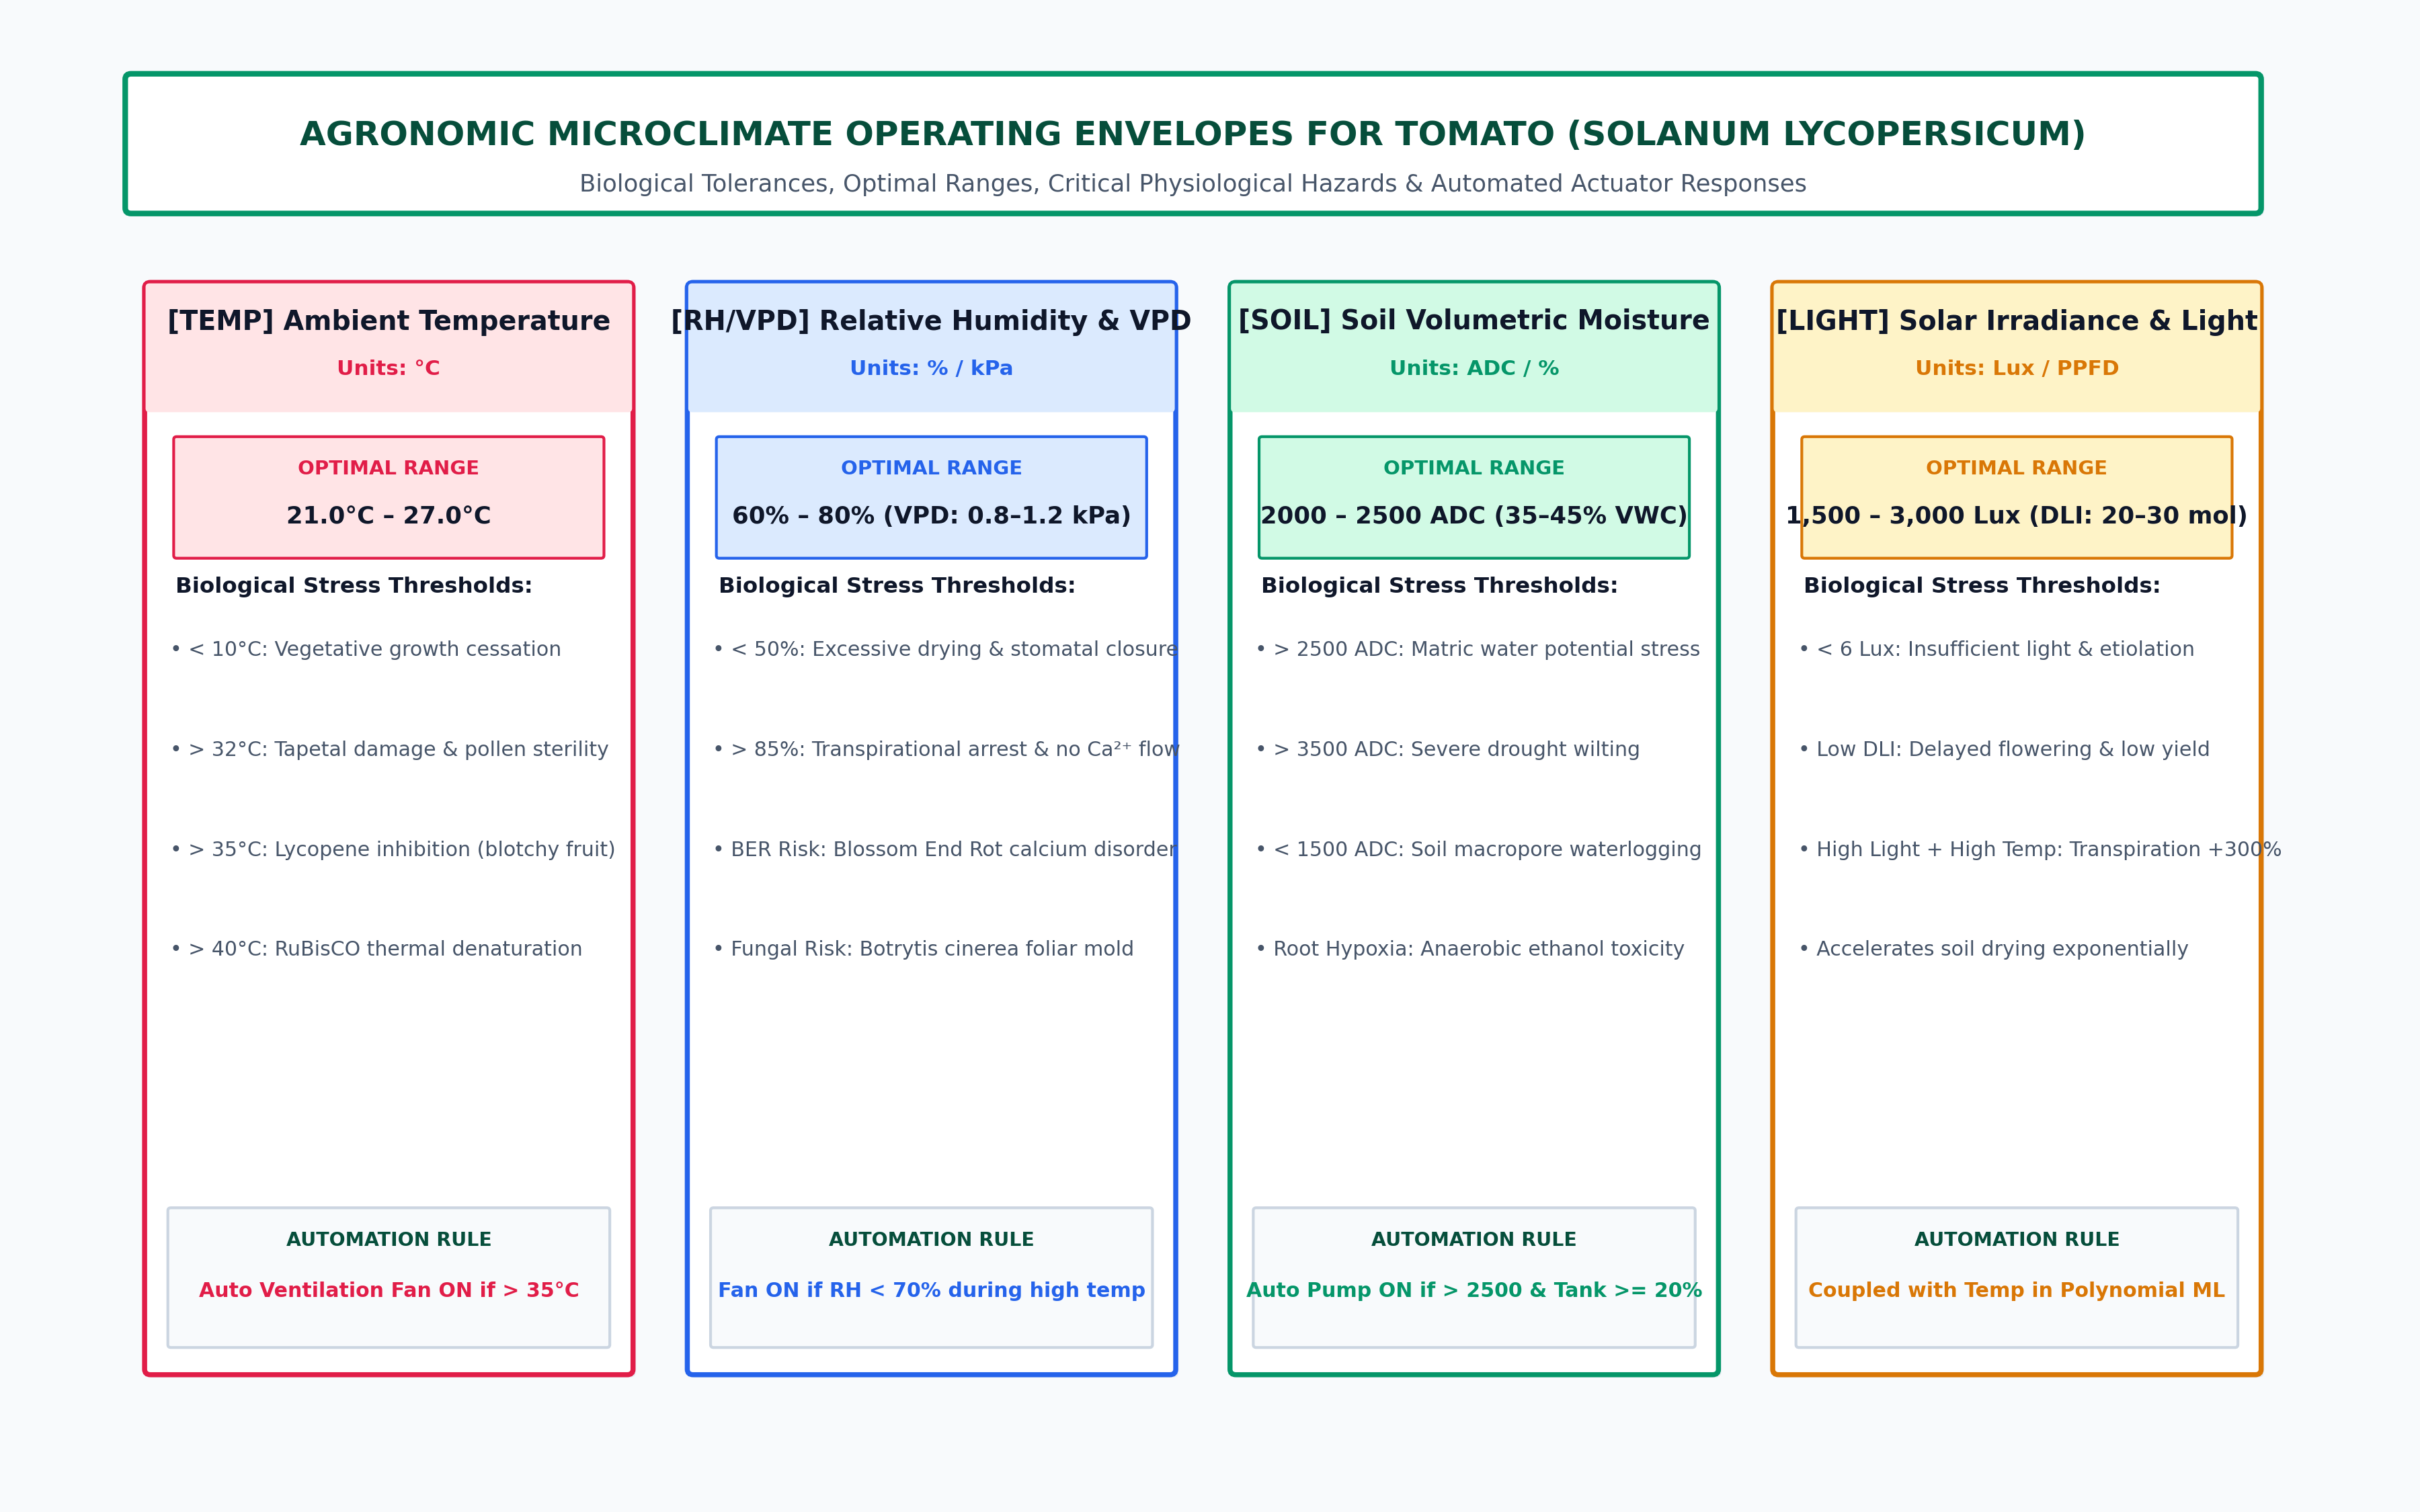 AGRONOMIC MICROCLIMATE OPERATING ENVELOPES FOR TOMATO (SOLANUM LYCOPERSICUM)
Biological Tolerances, Optimal Ranges, Critical Physiological Hazards & Automated Actuator Responses
[TEMP] Ambient Temperature
Units: °C
OPTIMAL RANGE
21.0°C – 27.0°C
Biological Stress Thresholds:
• < 10°C: Vegetative growth cessation
• > 32°C: Tapetal damage & pollen sterility
• > 35°C: Lycopene inhibition (blotchy fruit)
• > 40°C: RuBisCO thermal denaturation
AUTOMATION RULE
Auto Ventilation Fan ON if > 35°C
[RH/VPD] Relative Humidity & VPD
Units: % / kPa
OPTIMAL RANGE
60% – 80% (VPD: 0.8–1.2 kPa)
Biological Stress Thresholds:
• < 50%: Excessive drying & stomatal closure
• > 85%: Transpirational arrest & no Ca²⁺ flow
• BER Risk: Blossom End Rot calcium disorder
• Fungal Risk: Botrytis cinerea foliar mold
AUTOMATION RULE
Fan ON if RH < 70% during high temp
[SOIL] Soil Volumetric Moisture
Units: ADC / %
OPTIMAL RANGE
2000 – 2500 ADC (35–45% VWC)
Biological Stress Thresholds:
• > 2500 ADC: Matric water potential stress
• > 3500 ADC: Severe drought wilting
• < 1500 ADC: Soil macropore waterlogging
• Root Hypoxia: Anaerobic ethanol toxicity
AUTOMATION RULE
Auto Pump ON if > 2500 & Tank >= 20%
[LIGHT] Solar Irradiance & Light
Units: Lux / PPFD
OPTIMAL RANGE
1,500 – 3,000 Lux (DLI: 20–30 mol)
Biological Stress Thresholds:
• < 6 Lux: Insufficient light & etiolation
• Low DLI: Delayed flowering & low yield
• High Light + High Temp: Transpiration +300%
• Accelerates soil drying exponentially
AUTOMATION RULE
Coupled with Temp in Polynomial ML